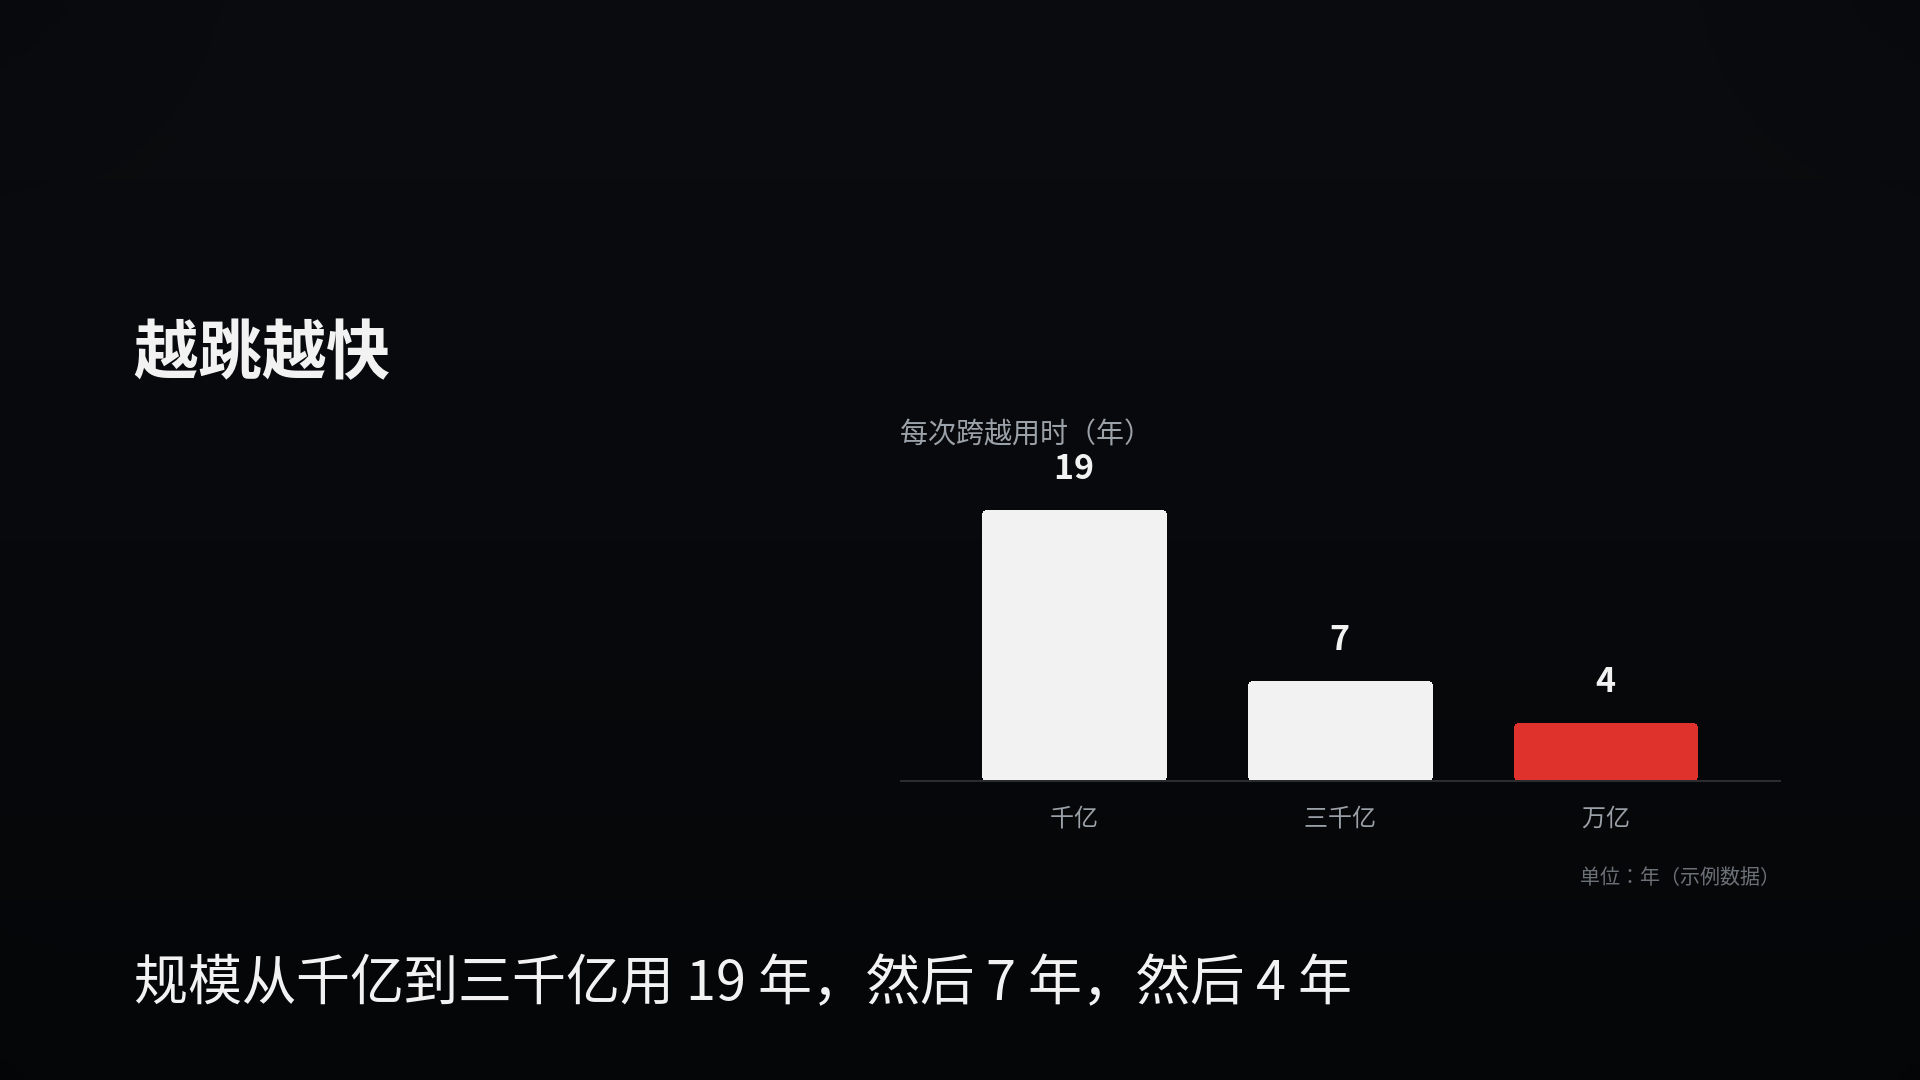 越跳越快
每次跨越用时（年）
19
7
4
千亿
三千亿
万亿
单位：年（示例数据）
规模从千亿到三千亿用 19 年，然后 7 年，然后 4 年